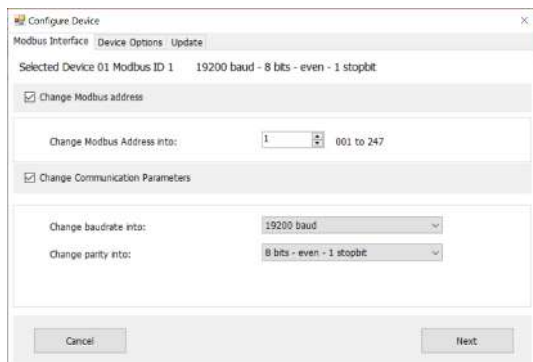 Configure Device
Modbus Interface Device Options Update
Selected Device 01 Modbus ID 1 19200 baud - 8 bits - even - 1 stopbit
Change Modbus address
Change Modbus Address into: 1 001 to 247
Change Communication Parameters
Change baudrate into: 19200 baud
Change parity into: 8 bits - even - 1 stopbit
Cancel Next